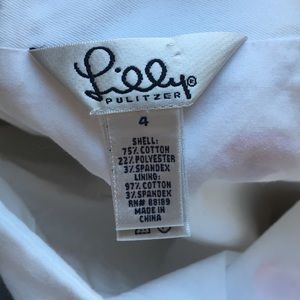 Lilly®
PULITZER
4
SHELL:
75% COTTON
22% POLYESTER
3% SPANDEX
LINING:
97% COTTON
3% SPANDEX
RN# 88189
MADE IN
CHINA